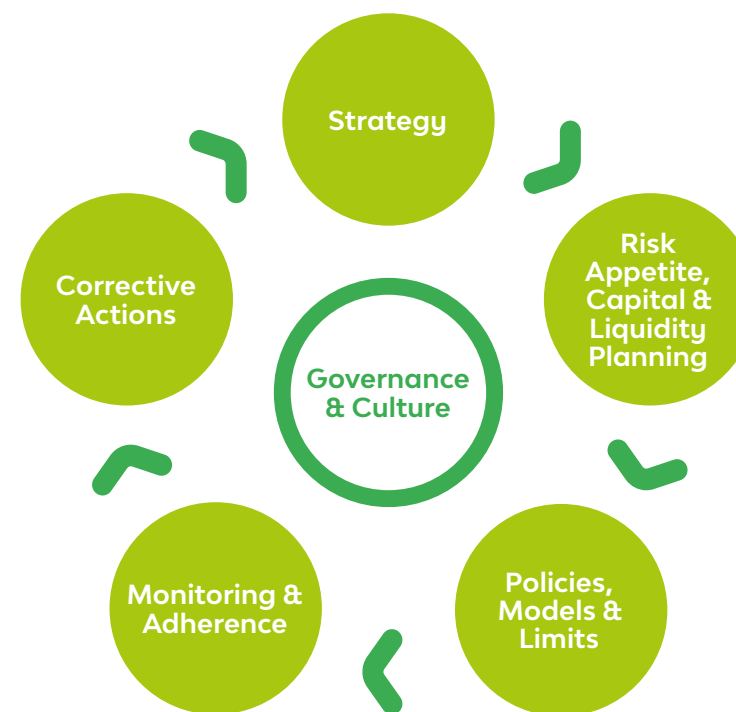 Strategy
Risk
Appetite,
Capital &
Liquidity
Planning
Policies,
Models &
Limits
Monitoring &
Adherence
Corrective
Actions
Governance
& Culture